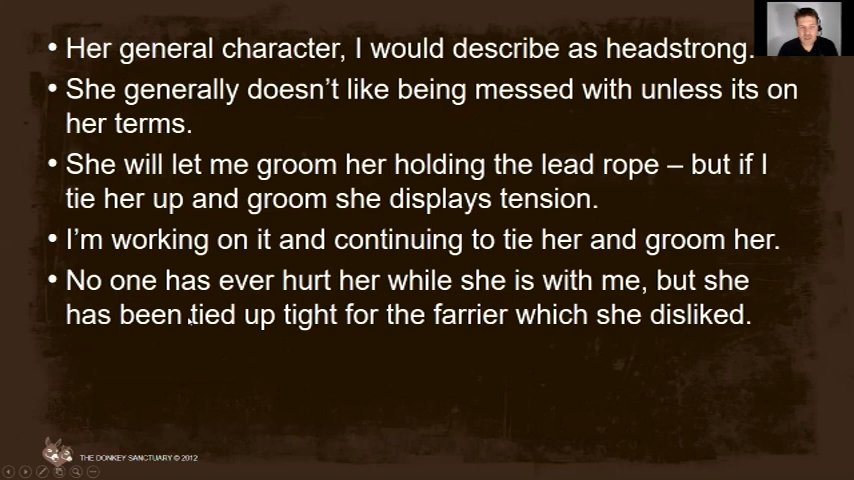 • Her general character, I would describe as headstrong.
• She generally doesn’t like being messed with unless its on
her terms.
• She will let me groom her holding the lead rope – but if I
tie her up and groom she displays tension.
• I’m working on it and continuing to tie her and groom her.
• No one has ever hurt her while she is with me, but she
has been tied up tight for the farrier which she disliked.
THE DONKEY SANCTUARY © 2012